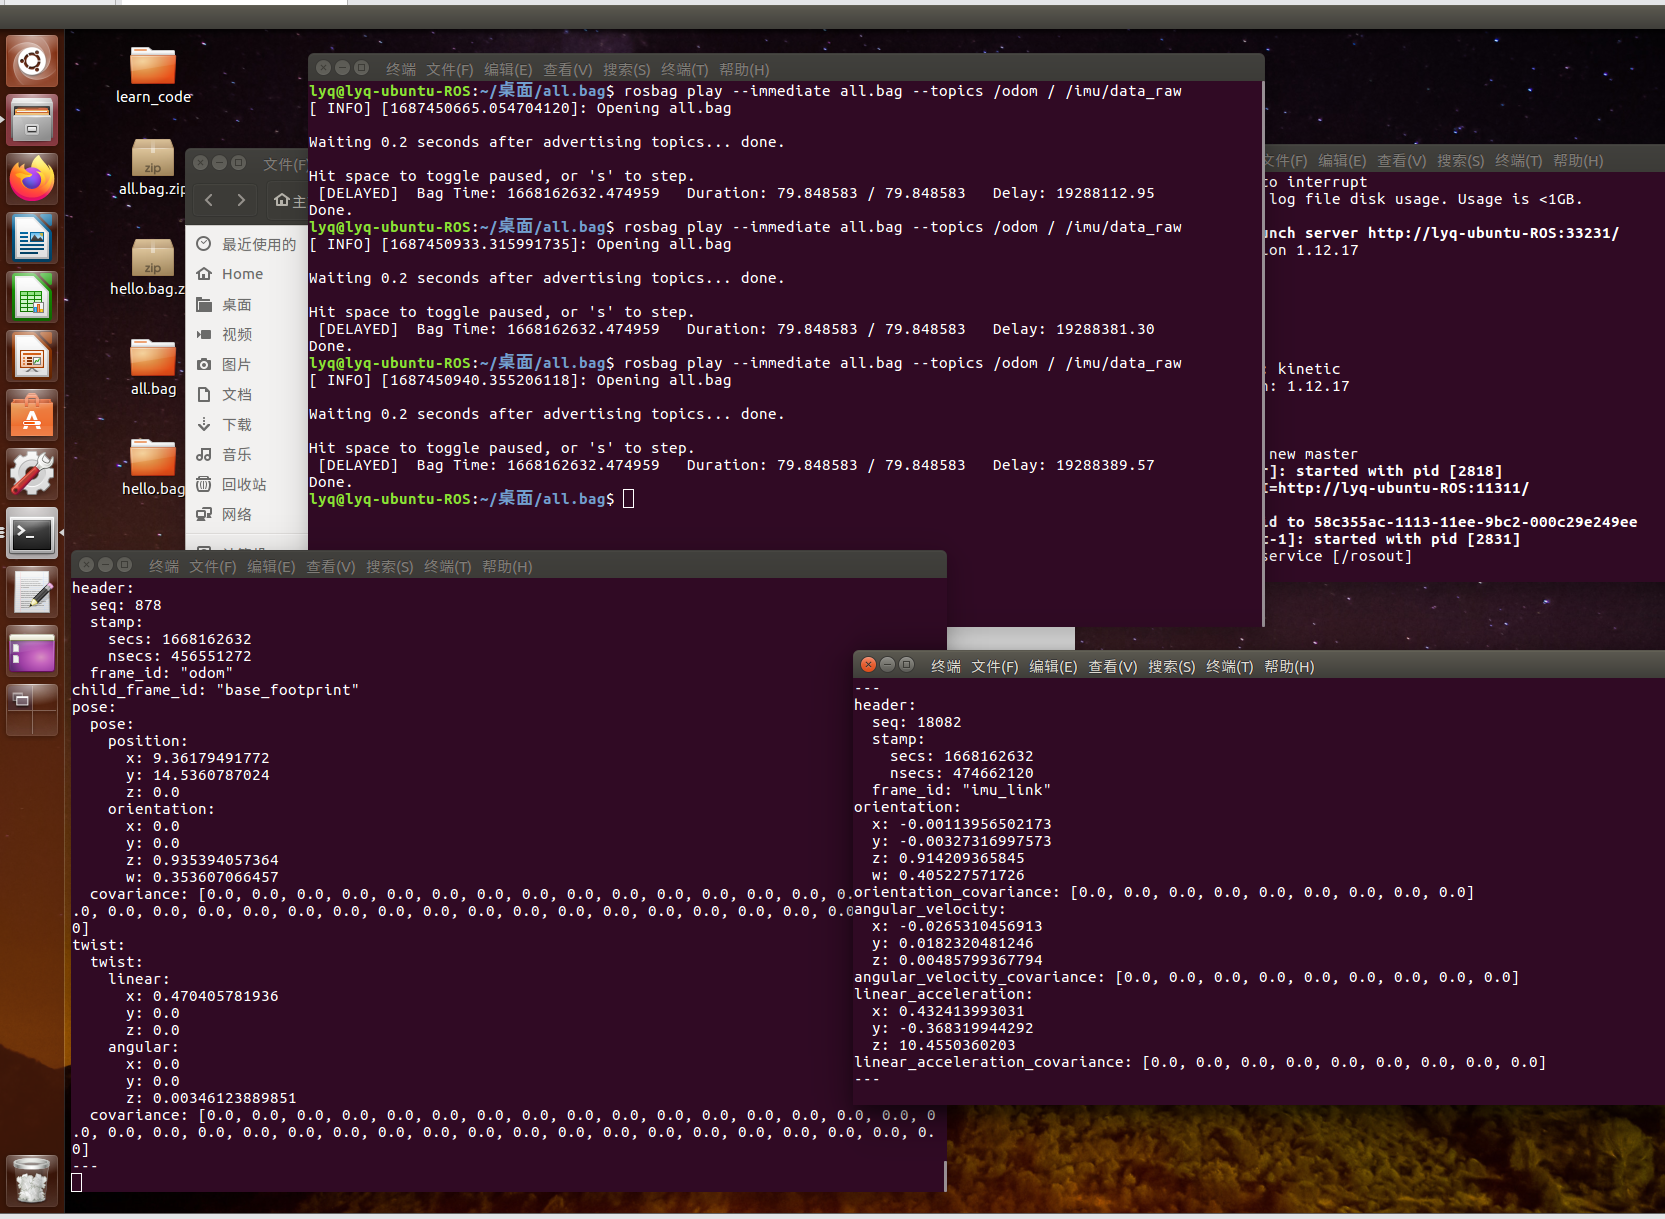 learn_code
all.bag.zip
hello.bag.z
all.bag
hello.bag
文件(F
主
最近使用的
Home
桌面
视频
图片
文档
下载
音乐
回收站
网络
终端 文件(F) 编辑(E) 查看(V) 搜索(S) 终端(T) 帮助(H)
lyq@lyq-ubuntu-ROS:~/桌面/all.bag$ rosbag play --immediate all.bag --topics /odom / /imu/data_raw
[ INFO] [1687450665.054704120]: Opening all.bag
Waiting 0.2 seconds after advertising topics... done.
Hit space to toggle paused, or 's' to step.
[DELAYED]  Bag Time: 1668162632.474959   Duration: 79.848583 / 79.848583   Delay: 19288112.95
Done.
lyq@lyq-ubuntu-ROS:~/桌面/all.bag$ rosbag play --immediate all.bag --topics /odom / /imu/data_raw
[ INFO] [1687450933.315991735]: Opening all.bag
Waiting 0.2 seconds after advertising topics... done.
Hit space to toggle paused, or 's' to step.
[DELAYED]  Bag Time: 1668162632.474959   Duration: 79.848583 / 79.848583   Delay: 19288381.30
Done.
lyq@lyq-ubuntu-ROS:~/桌面/all.bag$ rosbag play --immediate all.bag --topics /odom / /imu/data_raw
[ INFO] [1687450940.355206118]: Opening all.bag
Waiting 0.2 seconds after advertising topics... done.
Hit space to toggle paused, or 's' to step.
[DELAYED]  Bag Time: 1668162632.474959   Duration: 79.848583 / 79.848583   Delay: 19288389.57
Done.
lyq@lyq-ubuntu-ROS:~/桌面/all.bag$
文件(F) 编辑(E) 查看(V) 搜索(S) 终端(T) 帮助(H)
to interrupt
log file disk usage. Usage is <1GB.
unch server http://lyq-ubuntu-ROS:33231/
ion 1.12.17
: kinetic
n: 1.12.17
new master
r]: started with pid [2818]
I=http://lyq-ubuntu-ROS:11311/
id to 58c355ac-1113-11ee-9bc2-000c29e249ee
t-1]: started with pid [2831]
service [/rosout]
终端 文件(F) 编辑(E) 查看(V) 搜索(S) 终端(T) 帮助(H)
header:
seq: 878
stamp:
secs: 1668162632
nsecs: 456551272
frame_id: "odom"
child_frame_id: "base_footprint"
pose:
pose:
position:
x: 9.36179491772
y: 14.5360787024
z: 0.0
orientation:
x: 0.0
y: 0.0
z: 0.935394057364
w: 0.353607066457
covariance: [0.0, 0.0, 0.0, 0.0, 0.0, 0.0, 0.0, 0.0, 0.0, 0.0, 0.0, 0.0, 0.0, 0.0, 0.
.0, 0.0, 0.0, 0.0, 0.0, 0.0, 0.0, 0.0, 0.0, 0.0, 0.0, 0.0, 0.0, 0.0, 0.0, 0.0, 0.0, 0.0
0]
twist:
twist:
linear:
x: 0.470405781936
y: 0.0
z: 0.0
angular:
x: 0.0
y: 0.0
z: 0.00346123889851
covariance: [0.0, 0.0, 0.0, 0.0, 0.0, 0.0, 0.0, 0.0, 0.0, 0.0, 0.0, 0.0, 0.0, 0.0, 0.0, 0.0, 0
.0, 0.0, 0.0, 0.0, 0.0, 0.0, 0.0, 0.0, 0.0, 0.0, 0.0, 0.0, 0.0, 0.0, 0.0, 0.0, 0.0, 0.0, 0.0, 0.
0]
---
终端 文件(F) 编辑(E) 查看(V) 搜索(S) 终端(T) 帮助(H)
---
header:
seq: 18082
stamp:
secs: 1668162632
nsecs: 474662120
frame_id: "imu_link"
orientation:
x: -0.00113956502173
y: -0.00327316997573
z: 0.914209365845
w: 0.405227571726
orientation_covariance: [0.0, 0.0, 0.0, 0.0, 0.0, 0.0, 0.0, 0.0, 0.0]
angular_velocity:
x: -0.0265310456913
y: 0.0182320481246
z: 0.00485799367794
angular_velocity_covariance: [0.0, 0.0, 0.0, 0.0, 0.0, 0.0, 0.0, 0.0, 0.0]
linear_acceleration:
x: 0.432413993031
y: -0.368319944292
z: 10.4550360203
linear_acceleration_covariance: [0.0, 0.0, 0.0, 0.0, 0.0, 0.0, 0.0, 0.0, 0.0]
---